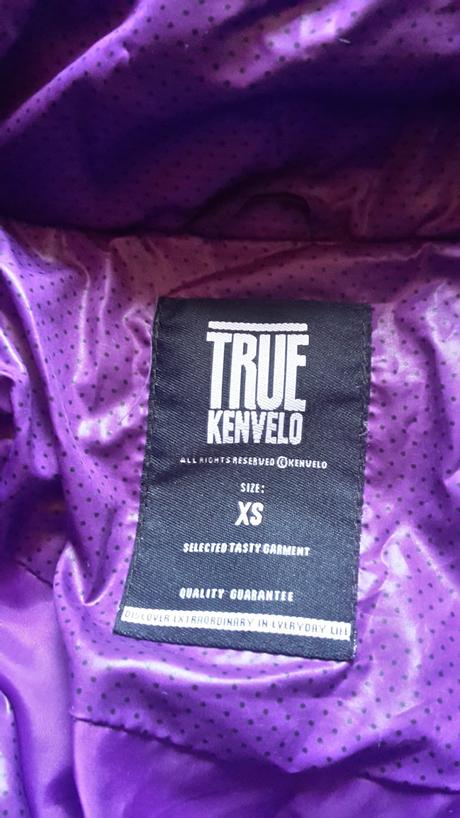 TRUE
KENVELO
ALL RIGHTS RESERVED Ⓚ KENVELO
SIZE:
XS
SELECTED TASTY GARMENT
QUALITY GUARANTEE
DISCOVER EXTRAORDINARY IN EVERYDAY LIFE